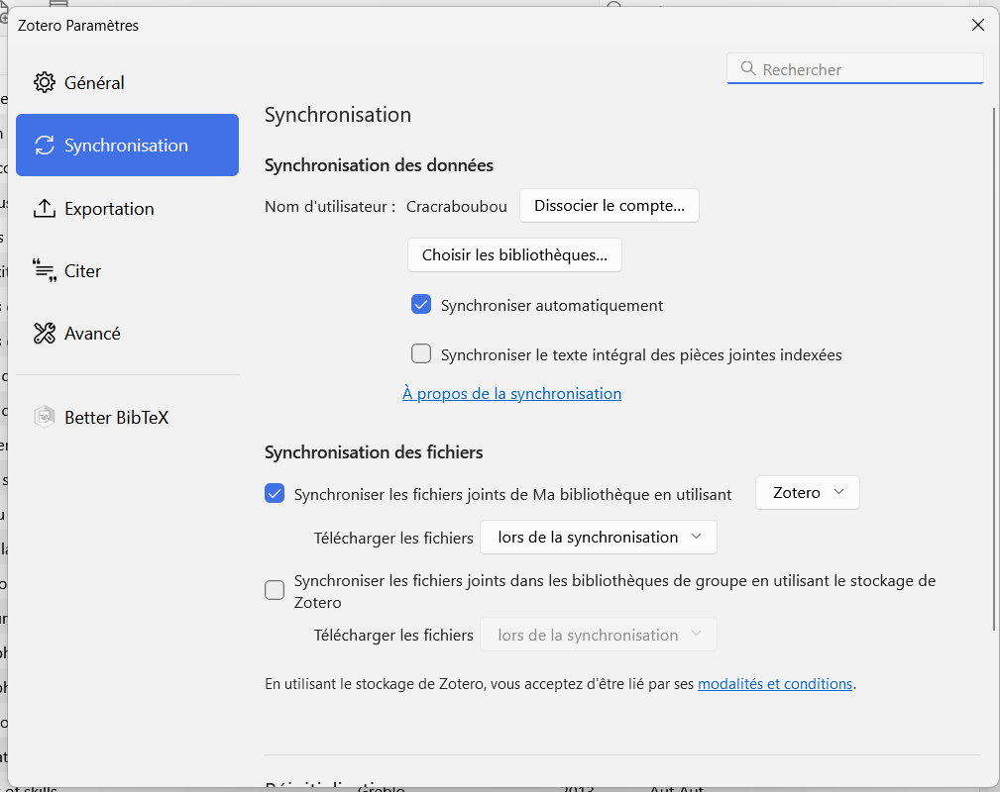 Zotero Paramètres
Rechercher
Général
Synchronisation
Exportation
Citer
Avancé
Better BibTeX
Synchronisation
Synchronisation des données
Nom d'utilisateur : Cracraboubou Dissocier le compte...
Choisir les bibliothèques...
Synchroniser automatiquement
Synchroniser le texte intégral des pièces jointes indexées
À propos de la synchronisation
Synchronisation des fichiers
Synchroniser les fichiers joints de Ma bibliothèque en utilisant Zotero
Télécharger les fichiers lors de la synchronisation
Synchroniser les fichiers joints dans les bibliothèques de groupe en utilisant le stockage de
Zotero
Télécharger les fichiers lors de la synchronisation
En utilisant le stockage de Zotero, vous acceptez d'être lié par ses modalités et conditions.